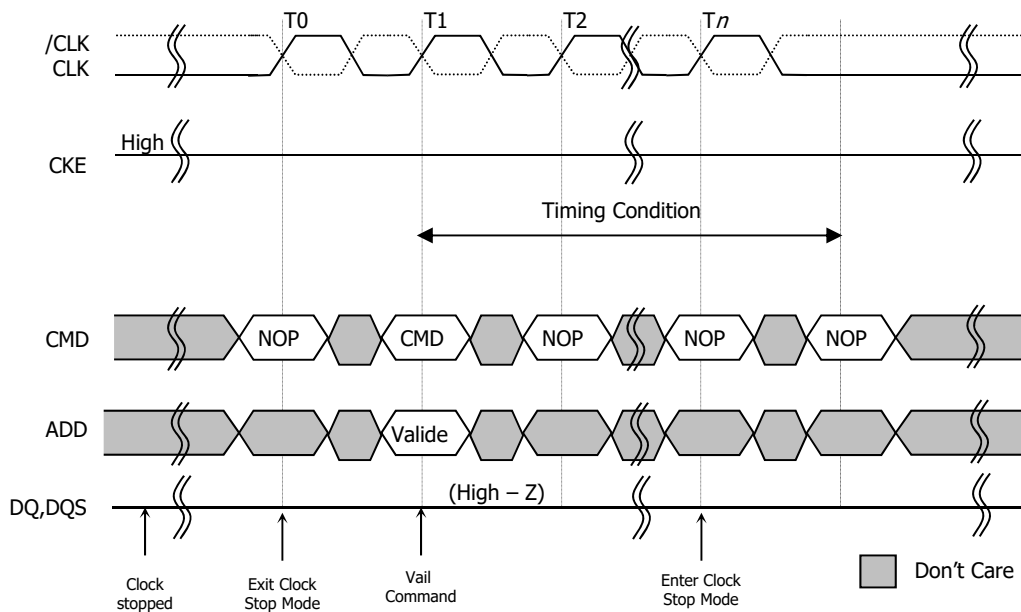 T0 T1 T2 Tn
/CLK
CLK
High
CKE
Timing Condition
CMD NOP CMD NOP NOP NOP
ADD Valide
(High – Z)
DQ,DQS
Clock
stopped
Exit Clock
Stop Mode
Vail
Command
Enter Clock
Stop Mode
Don't Care